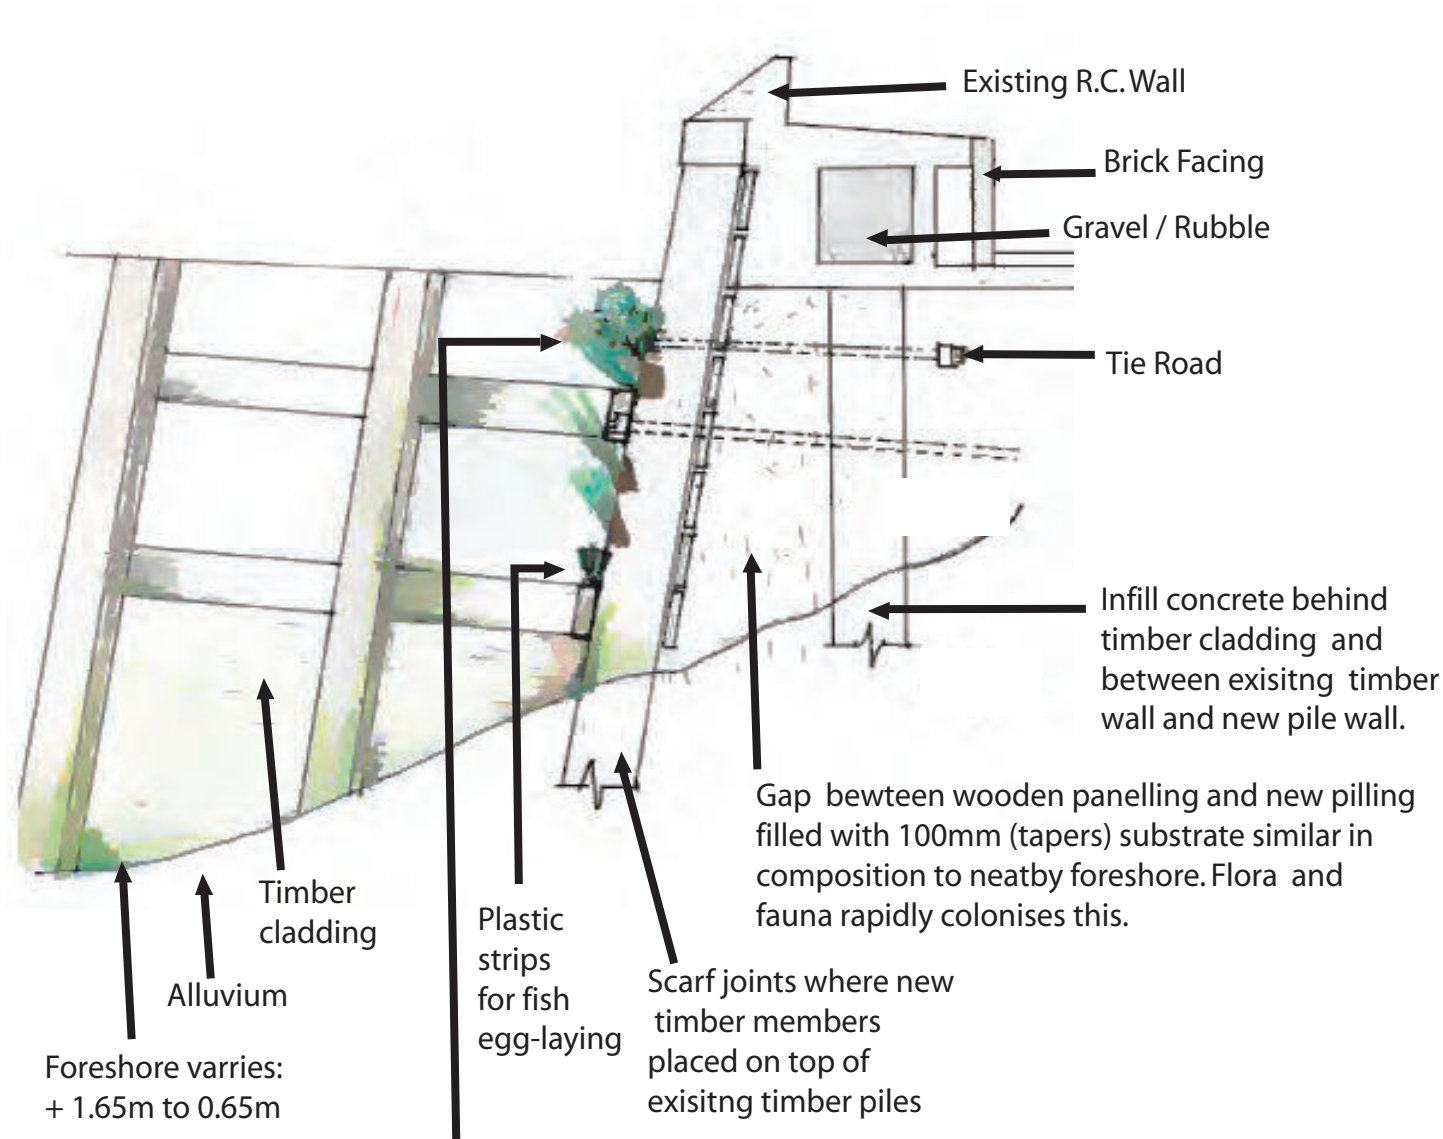 Existing R.C. Wall
Brick Facing
Gravel / Rubble
Tie Road
Infill concrete behind
timber cladding and
between exisitng timber
wall and new pile wall.
Gap bewteen wooden panelling and new pilling
filled with 100mm (tapers) substrate similar in
composition to neatby foreshore. Flora and
fauna rapidly colonises this.
Timber
cladding
Alluvium
Foreshore varries:
+ 1.65m to 0.65m
Plastic
strips
for fish
egg-laying
Scarf joints where new
timber members
placed on top of
exisitng timber piles